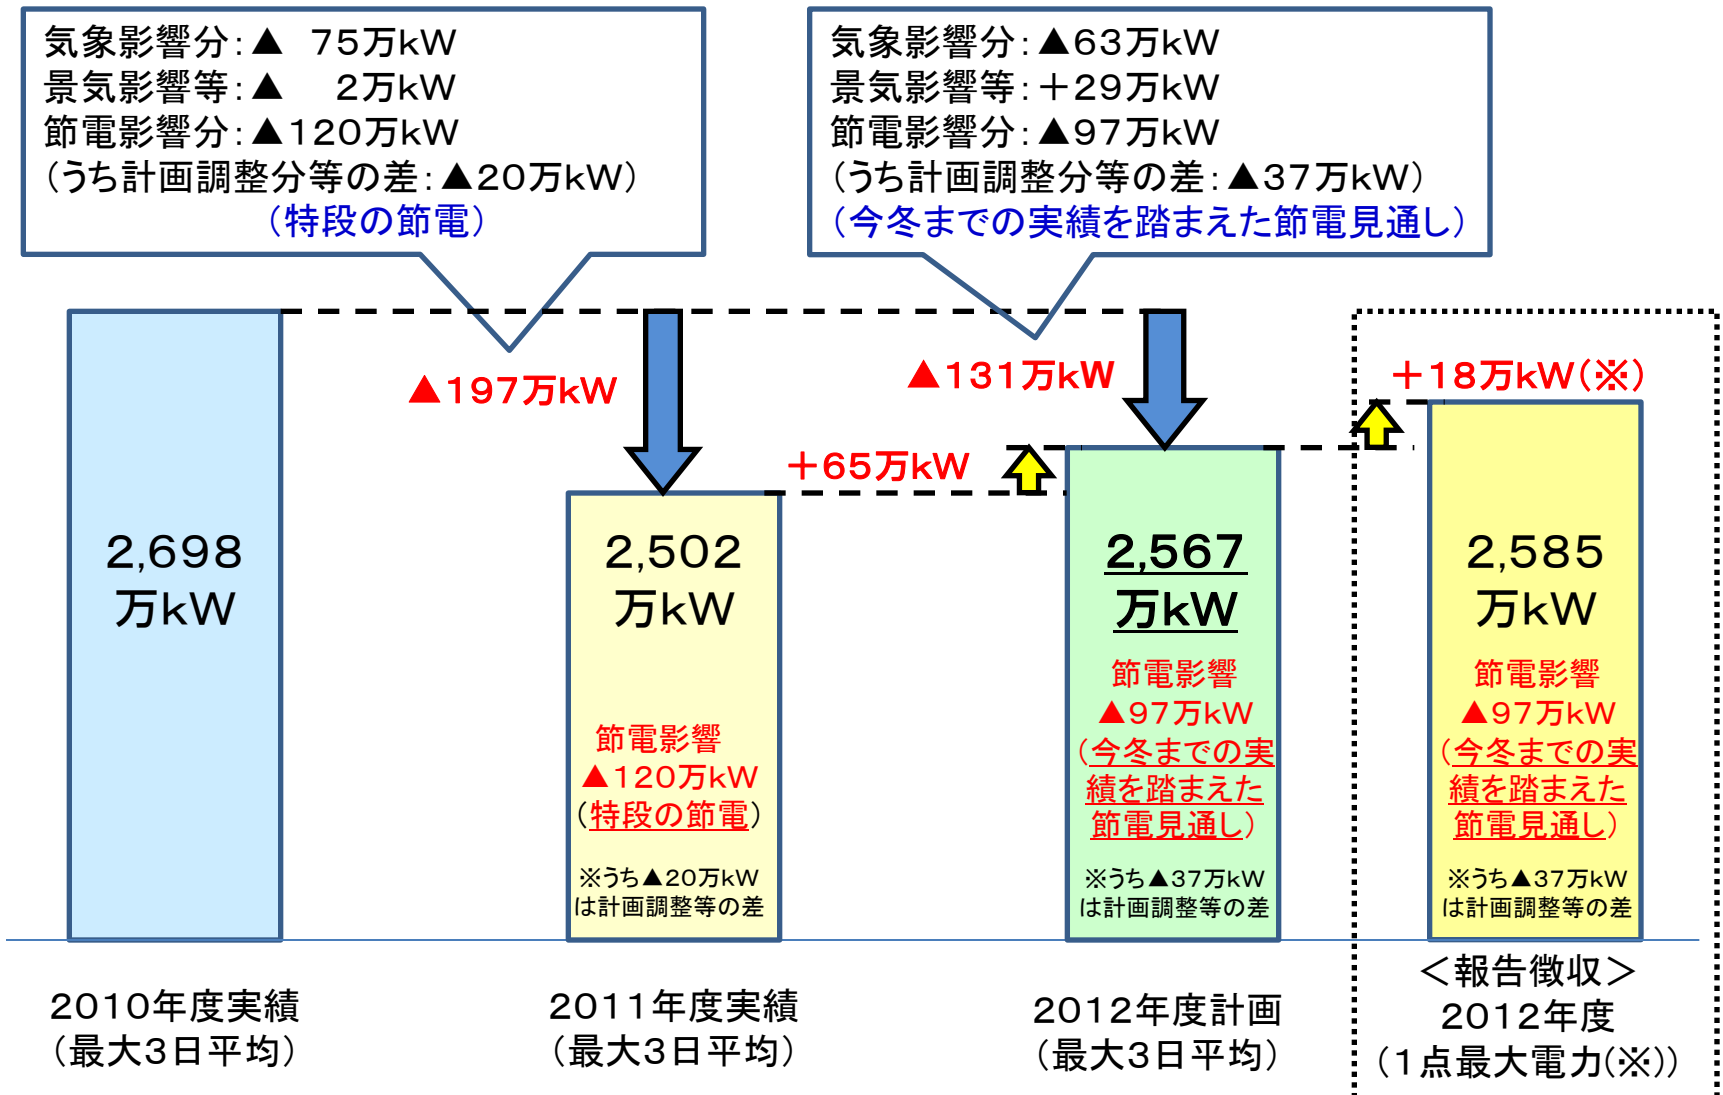 気象影響分:▲ 75万kW
景気影響等:▲ 2万kW
節電影響分:▲120万kW
(うち計画調整分等の差:▲20万kW)
(特段の節電)
気象影響分:▲63万kW
景気影響等:+29万kW
節電影響分:▲97万kW
(うち計画調整分等の差:▲37万kW)
(今冬までの実績を踏まえた節電見通し)
▲197万kW
▲131万kW
+65万kW
+18万kW(※)
2,698
万kW
2,502
万kW
節電影響
▲120万kW
(特段の節電)
※うち▲20万kW
は計画調整等の差
2,567
万kW
節電影響
▲97万kW
(今冬までの実
績を踏まえた
節電見通し)
※うち▲37万kW
は計画調整等の差
2,585
万kW
節電影響
▲97万kW
(今冬までの実
績を踏まえた
節電見通し)
※うち▲37万kW
は計画調整等の差
2010年度実績
(最大3日平均)
2011年度実績
(最大3日平均)
2012年度計画
(最大3日平均)
<報告徴収>
2012年度
(1点最大電力(※))